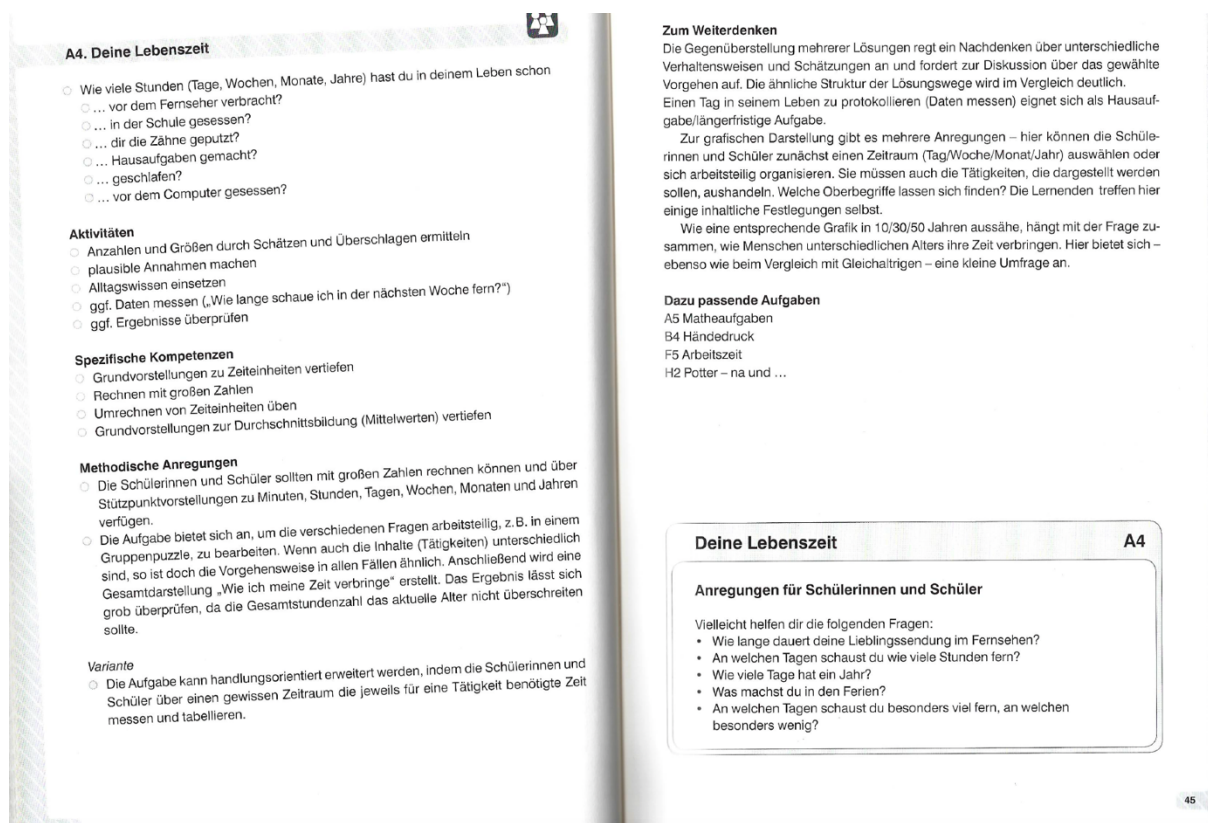 A4. Deine Lebenszeit
Wie viele Stunden (Tage, Wochen, Monate, Jahre) hast du in deinem Leben schon
... vor dem Fernseher verbracht?
... in der Schule gesessen?
... dir die Zähne geputzt?
... Hausaufgaben gemacht?
... geschlafen?
... vor dem Computer gesessen?
Aktivitäten
Anzahlen und Größen durch Schätzen und Überschlagen ermitteln
plausible Annahmen machen
Alltagswissen einsetzen
ggf. Daten messen („Wie lange schaue ich in der nächsten Woche fern?“)
ggf. Ergebnisse überprüfen
Spezifische Kompetenzen
Grundvorstellungen zu Zeiteinheiten vertiefen
Rechnen mit großen Zahlen
Umrechnen von Zeiteinheiten üben
Grundvorstellungen zur Durchschnittsbildung (Mittelwerten) vertiefen
Methodische Anregungen
Die Schülerinnen und Schüler sollten mit großen Zahlen rechnen können und über
Stützpunktvorstellungen zu Minuten, Stunden, Tagen, Wochen, Monaten und Jahren
verfügen.
Die Aufgabe bietet sich an, um die verschiedenen Fragen arbeitsteilig, z.B. in einem
Gruppenpuzzle, zu bearbeiten. Wenn auch die Inhalte (Tätigkeiten) unterschiedlich
sind, so ist doch die Vorgehensweise in allen Fällen ähnlich. Anschließend wird eine
Gesamtdarstellung „Wie ich meine Zeit verbringe“ erstellt. Das Ergebnis lässt sich
grob überprüfen, da die Gesamtstundenzahl das aktuelle Alter nicht überschreiten
sollte.
Variante
Die Aufgabe kann handlungsorientiert erweitert werden, indem die Schülerinnen und
Schüler über einen gewissen Zeitraum die jeweils für eine Tätigkeit benötigte Zeit
messen und tabellieren.
Zum Weiterdenken
Die Gegenüberstellung mehrerer Lösungen regt ein Nachdenken über unterschiedliche
Verhaltensweisen und Schätzungen an und fordert zur Diskussion über das gewählte
Vorgehen auf. Die ähnliche Struktur der Lösungswege wird im Vergleich deutlich.
Einen Tag in seinem Leben zu protokollieren (Daten messen) eignet sich als Hausauf-
gabe/längerfristige Aufgabe.
Zur grafischen Darstellung gibt es mehrere Anregungen – hier können die Schüle-
rinnen und Schüler zunächst einen Zeitraum (Tag/Woche/Monat/Jahr) auswählen oder
sich arbeitsteilig organisieren. Sie müssen auch die Tätigkeiten, die dargestellt werden
sollen, aushandeln. Welche Oberbegriffe lassen sich finden? Die Lernenden treffen hier
einige inhaltliche Festlegungen selbst.
Wie eine entsprechende Grafik in 10/30/50 Jahren aussähe, hängt mit der Frage zu-
sammen, wie Menschen unterschiedlichen Alters ihre Zeit verbringen. Hier bietet sich –
ebenso wie beim Vergleich mit Gleichaltrigen – eine kleine Umfrage an.
Dazu passende Aufgaben
A5 Matheaufgaben
B4 Händedruck
F5 Arbeitszeit
H2 Potter – na und ...
Deine Lebenszeit A4
Anregungen für Schülerinnen und Schüler
Vielleicht helfen dir die folgenden Fragen:
• Wie lange dauert deine Lieblingssendung im Fernsehen?
• An welchen Tagen schaust du wie viele Stunden fern?
• Wie viele Tage hat ein Jahr?
• Was machst du in den Ferien?
• An welchen Tagen schaust du besonders viel fern, an welchen
besonders wenig?
45